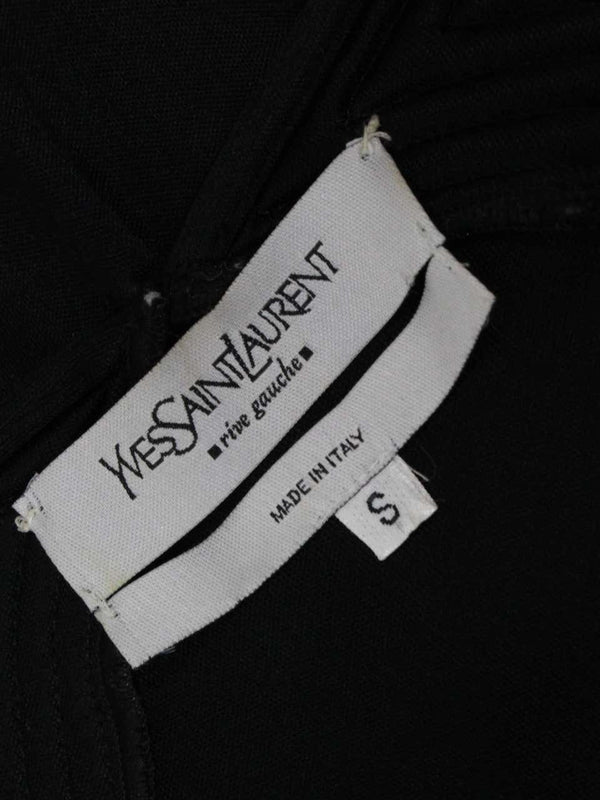 YVESSAINTLAURENT
■rive gauche■
MADE IN ITALY
S